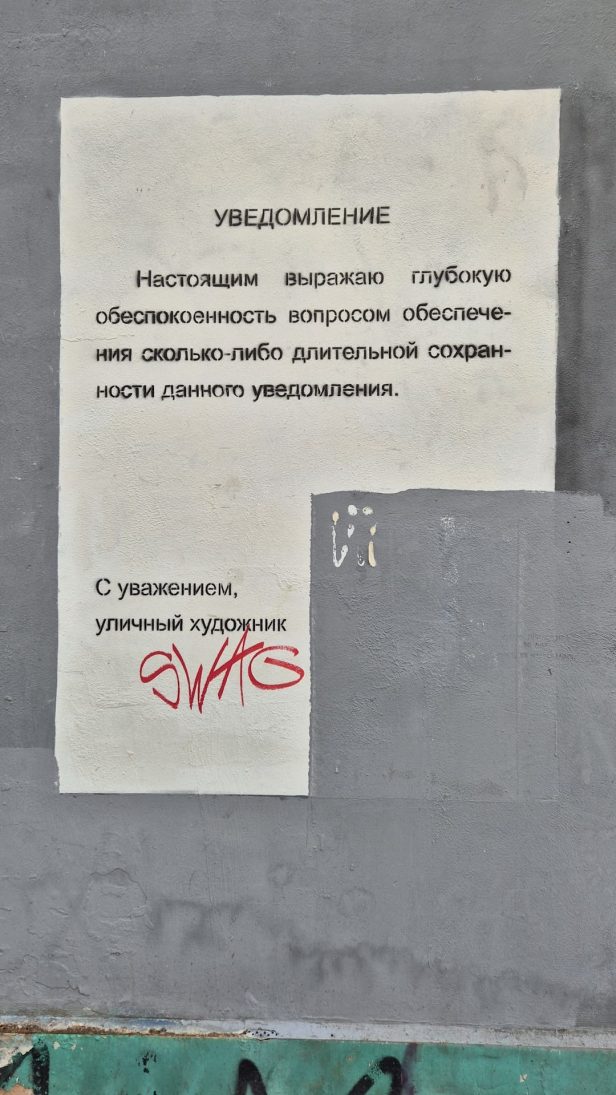 УВЕДОМЛЕНИЕ
Настоящим выражаю глубокую
обеспокоенность вопросом обеспече-
ния сколько-либо длительной сохран-
ности данного уведомления.
С уважением,
уличный художник
SWAG